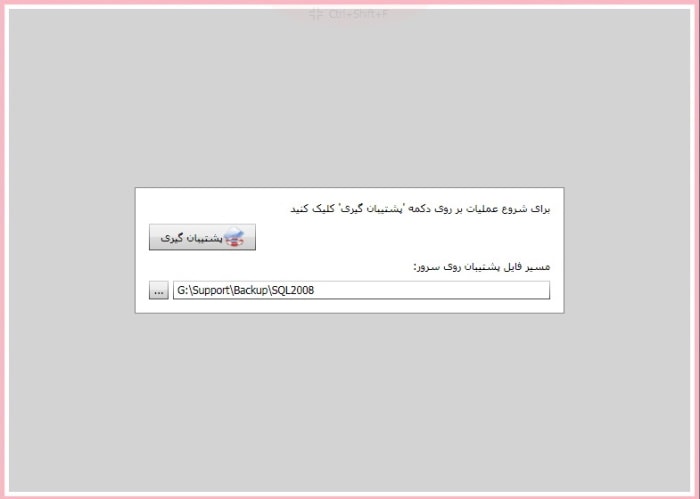 Ctrl+Shift+F
برای شروع عملیات بر روی دکمه 'پشتیبان گیری' کلیک کنید
پشتیبان گیری
مسیر فایل پشتیبان روی سرور:
... G:\Support\Backup\SQL2008